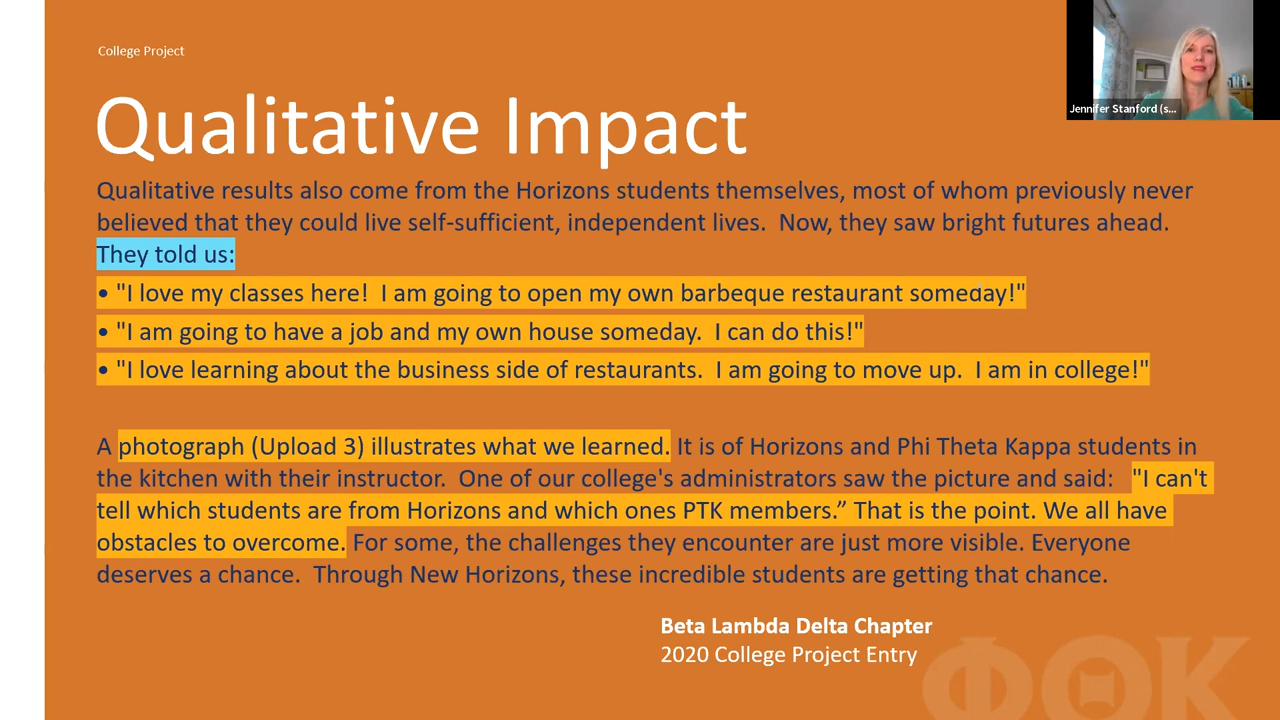 College Project
Jennifer Stanford (s...
Qualitative Impact
Qualitative results also come from the Horizons students themselves, most of whom previously never
believed that they could live self-sufficient, independent lives.  Now, they saw bright futures ahead.
They told us:
• "I love my classes here!  I am going to open my own barbeque restaurant someday!"
• "I am going to have a job and my own house someday.  I can do this!"
• "I love learning about the business side of restaurants.  I am going to move up.  I am in college!"
A photograph (Upload 3) illustrates what we learned. It is of Horizons and Phi Theta Kappa students in
the kitchen with their instructor.  One of our college's administrators saw the picture and said:   "I can't
tell which students are from Horizons and which ones PTK members.” That is the point. We all have
obstacles to overcome. For some, the challenges they encounter are just more visible. Everyone
deserves a chance.  Through New Horizons, these incredible students are getting that chance.
Beta Lambda Delta Chapter
2020 College Project Entry
ΦΘΚ